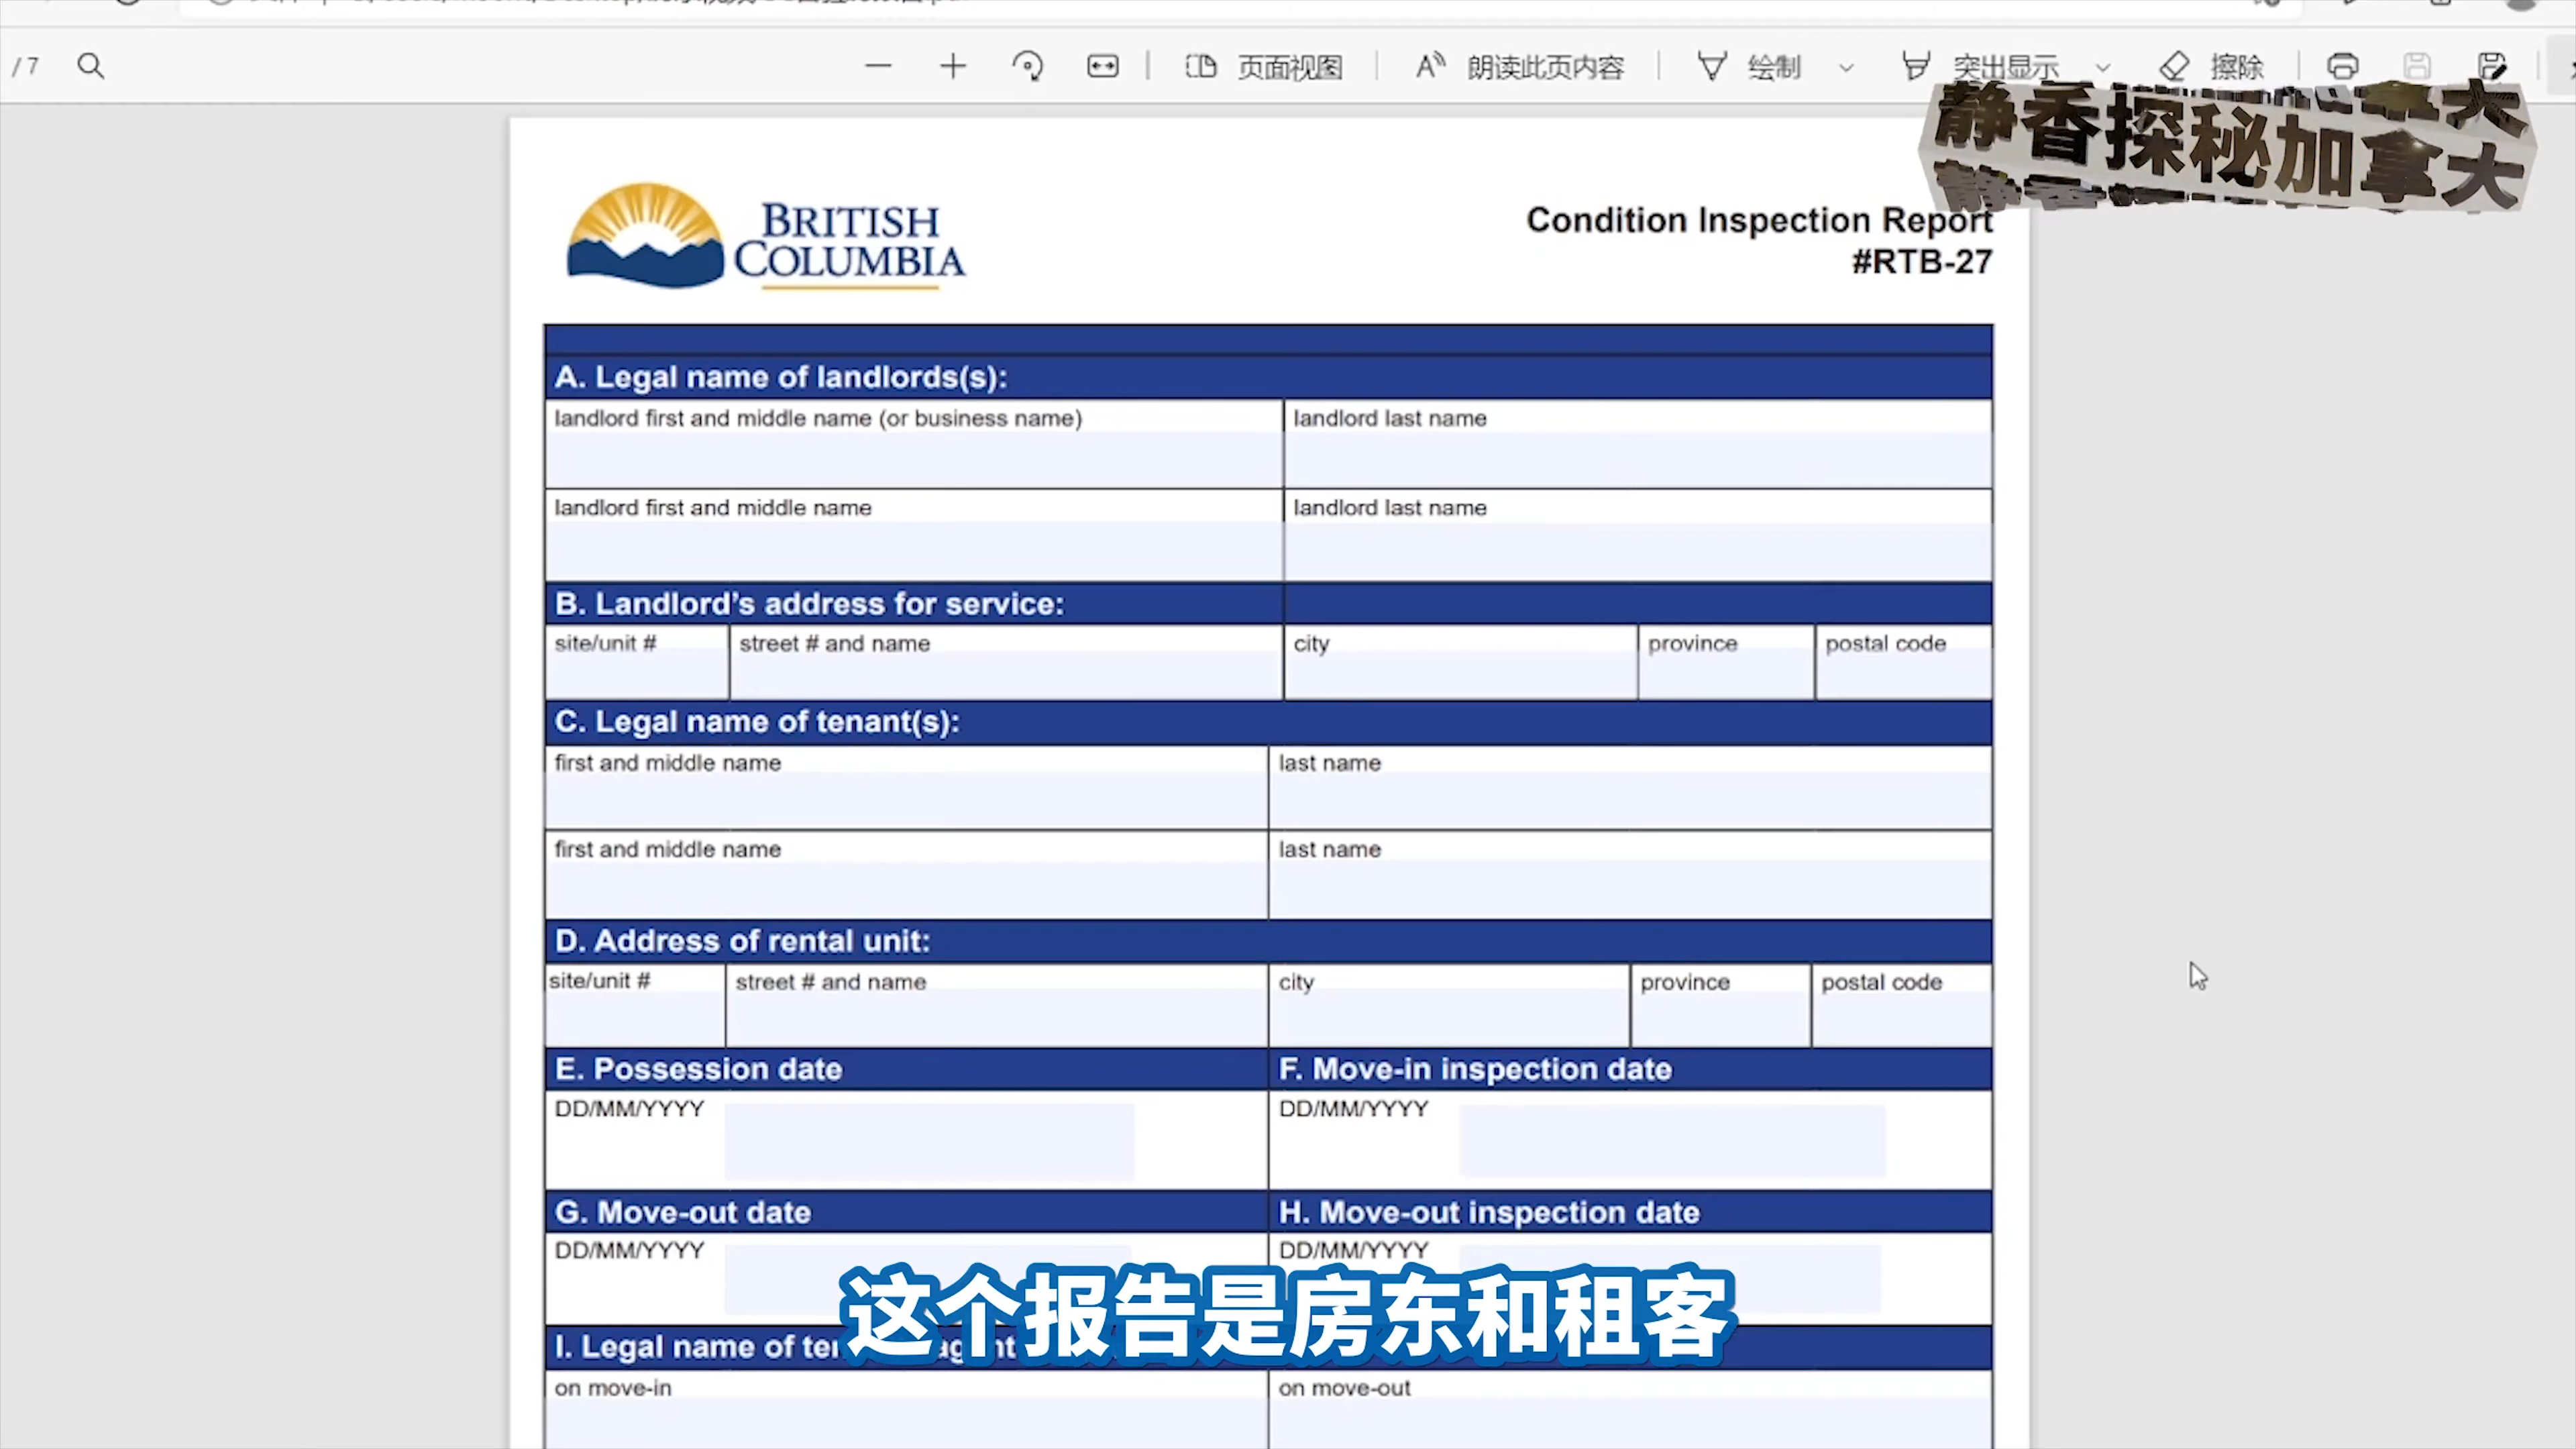 / 7
页面视图
朗读此页内容
绘制
突出显示
擦除
静香探秘加拿大
BRITISH
COLUMBIA
Condition Inspection Report
#RTB-27
A. Legal name of landlords(s):
landlord first and middle name (or business name)
landlord last name
landlord first and middle name
landlord last name
B. Landlord's address for service:
site/unit #
street # and name
city
province
postal code
C. Legal name of tenant(s):
first and middle name
last name
first and middle name
last name
D. Address of rental unit:
site/unit #
street # and name
city
province
postal code
E. Possession date
F. Move-in inspection date
DD/MM/YYYY
DD/MM/YYYY
G. Move-out date
H. Move-out inspection date
DD/MM/YYYY
DD/MM/YYYY
这个报告是房东和租客
I. Legal name of
on move-in
on move-out